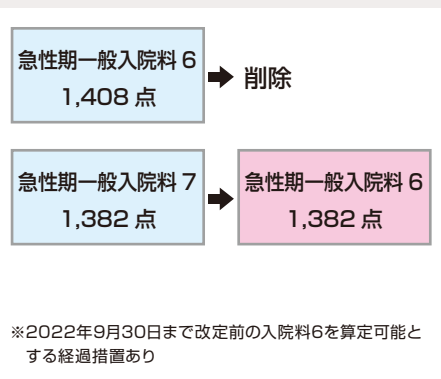 急性期一般入院料 6
1,408 点
削除
急性期一般入院料 7
1,382 点
急性期一般入院料 6
1,382 点
※2022年9月30日まで改定前の入院料6を算定可能と
する経過措置あり